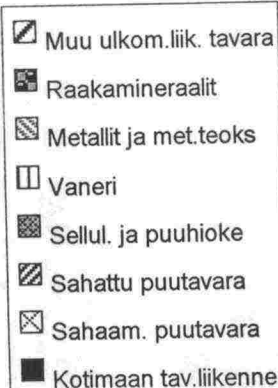 Muu ulkom.liik. tavara
Raakamineraalit
Metallit ja met.teoks
Vaneri
Sellul. ja puuhioke
Sahattu puutavara
Sahaam. puutavara
Kotimaan tav.liikenne